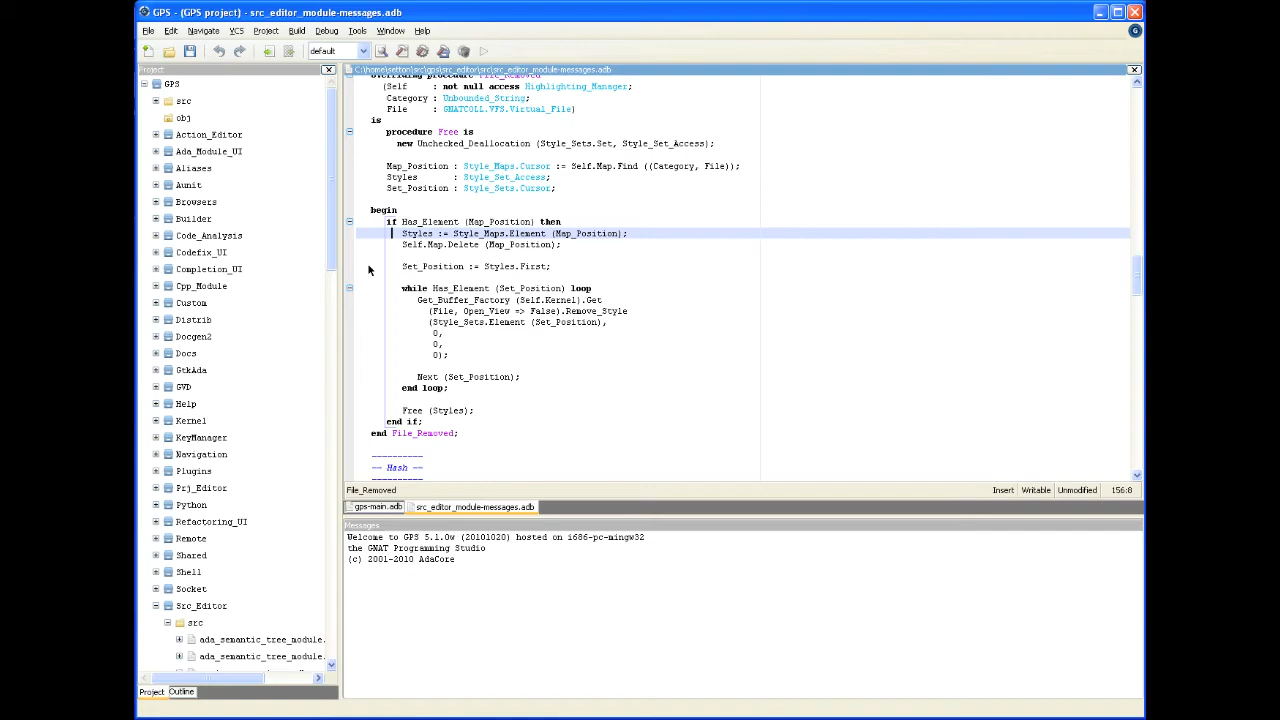 GPS - (GPS project) - src_editor_module-messages.adb
File Edit Navigate VCS Project Build Debug Tools Window Help
default
Project
GPS
src
obj
Action_Editor
Ada_Module_UI
Aliases
Aunit
Browsers
Builder
Code_Analysis
Codefix_UI
Completion_UI
Cpp_Module
Custom
Distrib
Docgen2
Docs
GtkAda
GVD
Help
Kernel
KeyManager
Navigation
Plugins
Prj_Editor
Python
Refactoring_UI
Remote
Shared
Shell
Socket
Src_Editor
src
ada_semantic_tree_module.
ada_semantic_tree_module.
Project Outline
C:\home\setton\src\gps\src_editor\src\src_editor_module-messages.adb
overriding procedure File_Removed
(Self : not null access Highlighting_Manager;
Category : Unbounded_String;
File : GNATCOLL.VFS.Virtual_File)
is
procedure Free is
new Unchecked_Deallocation (Style_Sets.Set, Style_Set_Access);
Map_Position : Style_Maps.Cursor := Self.Map.Find ((Category, File));
Styles : Style_Set_Access;
Set_Position : Style_Sets.Cursor;
begin
if Has_Element (Map_Position) then
Styles := Style_Maps.Element (Map_Position);
Self.Map.Delete (Map_Position);
Set_Position := Styles.First;
while Has_Element (Set_Position) loop
Get_Buffer_Factory (Self.Kernel).Get
(File, Open_View => False).Remove_Style
(Style_Sets.Element (Set_Position),
0,
0,
0);
Next (Set_Position);
end loop;
Free (Styles);
end if;
end File_Removed;
----------
-- Hash --
----------
File_Removed Insert Writable Unmodified 156:8
gps-main.adb src_editor_module-messages.adb
Messages
Welcome to GPS 5.1.0w (20101020) hosted on i686-pc-mingw32
the GNAT Programming Studio
(c) 2001-2010 AdaCore